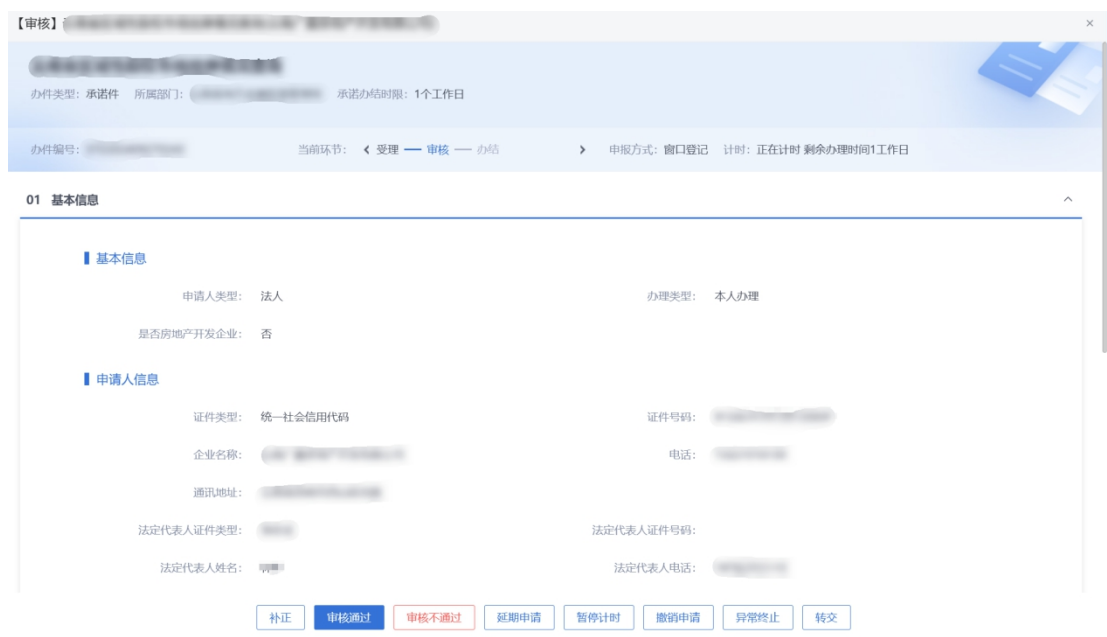 【审核】
办件类型: 承诺件 所属部门: 承诺办结时限: 1个工作日
办件编号: 当前环节: 受理 审核 办结 申报方式: 窗口登记 计时: 正在计时 剩余办理时间1工作日
01 基本信息
基本信息
申请人类型: 法人 办理类型: 本人办理
是否房地产开发企业: 否
申请人信息
证件类型: 统一社会信用代码 证件号码:
企业名称: 电话:
通讯地址:
法定代表人证件类型: 法定代表人证件号码:
法定代表人姓名: 法定代表人电话:
补正 审核通过 审核不通过 延期申请 暂停计时 撤销申请 异常终止 转交